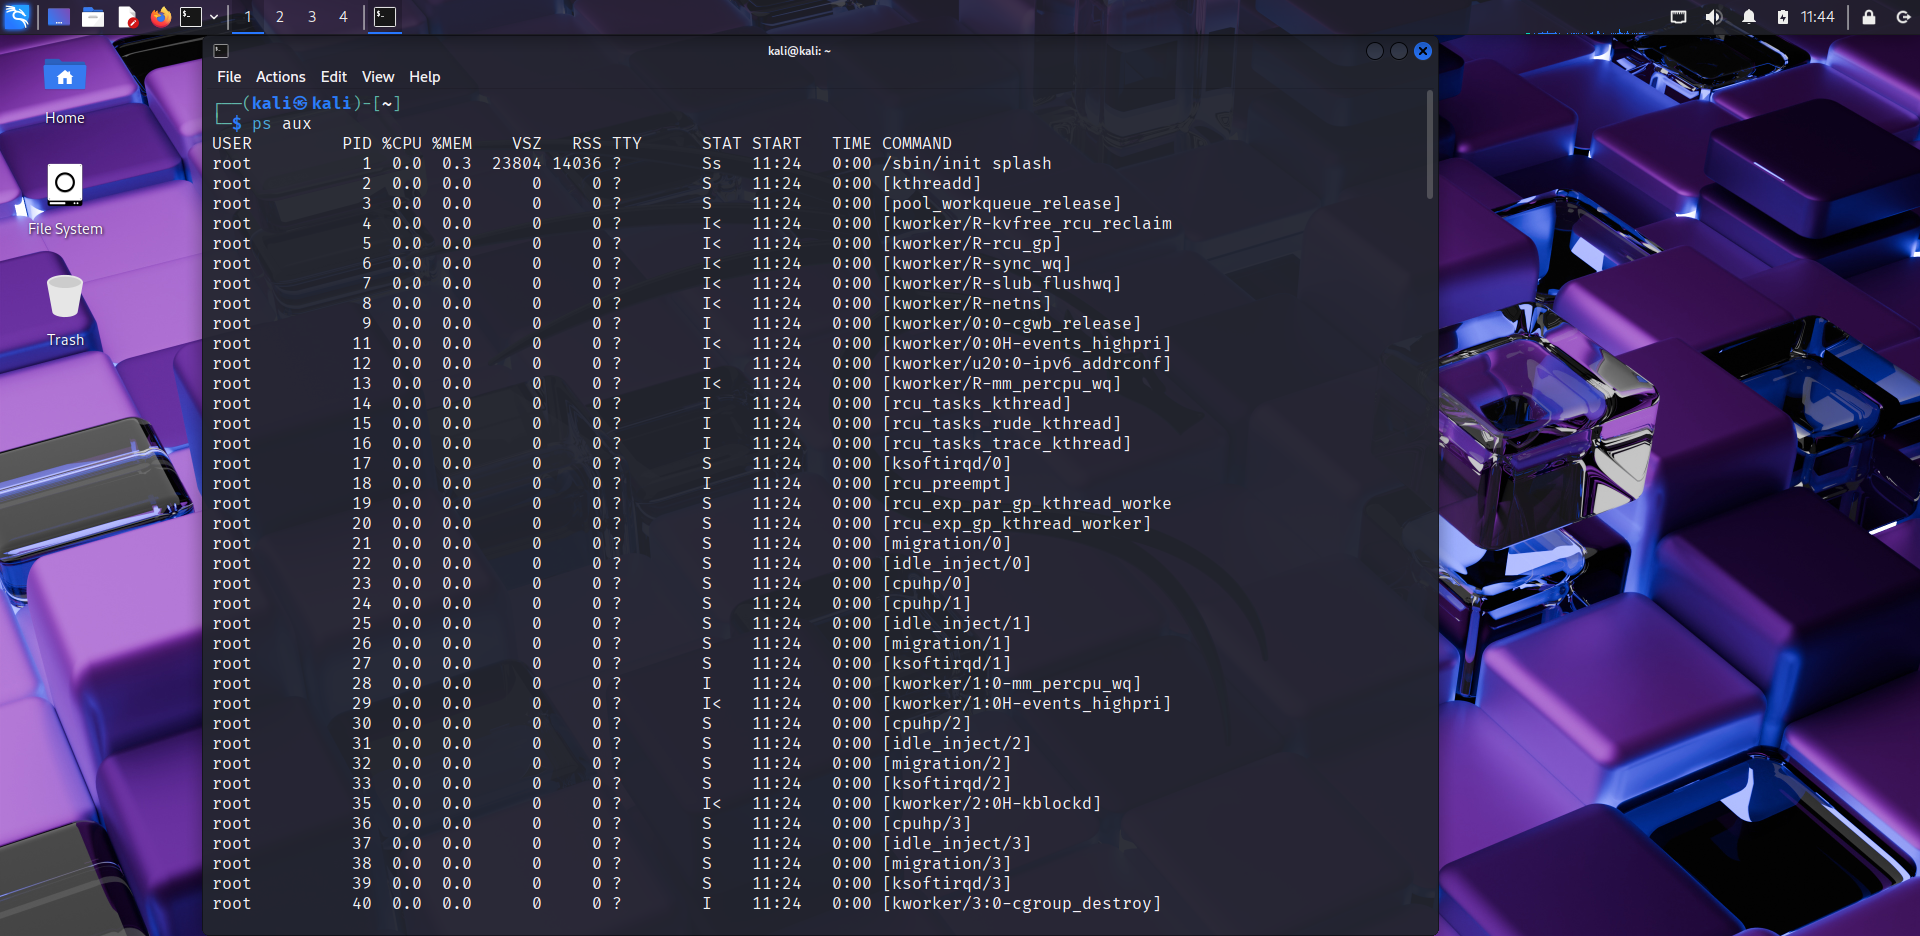 1 2 3 4 11:44
kali@kali: ~
File Actions Edit View Help
Home
File System
Trash
┌──(kali㉿kali)-[~]
└─$ ps aux
USER PID %CPU %MEM VSZ RSS TTY STAT START TIME COMMAND
root 1 0.0 0.3 23804 14036 ? Ss 11:24 0:00 /sbin/init splash
root 2 0.0 0.0 0 0 ? S 11:24 0:00 [kthreadd]
root 3 0.0 0.0 0 0 ? S 11:24 0:00 [pool_workqueue_release]
root 4 0.0 0.0 0 0 ? I< 11:24 0:00 [kworker/R-kvfree_rcu_reclaim
root 5 0.0 0.0 0 0 ? I< 11:24 0:00 [kworker/R-rcu_gp]
root 6 0.0 0.0 0 0 ? I< 11:24 0:00 [kworker/R-sync_wq]
root 7 0.0 0.0 0 0 ? I< 11:24 0:00 [kworker/R-slub_flushwq]
root 8 0.0 0.0 0 0 ? I< 11:24 0:00 [kworker/R-netns]
root 9 0.0 0.0 0 0 ? I 11:24 0:00 [kworker/0:0-cgwb_release]
root 11 0.0 0.0 0 0 ? I< 11:24 0:00 [kworker/0:0H-events_highpri]
root 12 0.0 0.0 0 0 ? I 11:24 0:00 [kworker/u20:0-ipv6_addrconf]
root 13 0.0 0.0 0 0 ? I< 11:24 0:00 [kworker/R-mm_percpu_wq]
root 14 0.0 0.0 0 0 ? I 11:24 0:00 [rcu_tasks_kthread]
root 15 0.0 0.0 0 0 ? I 11:24 0:00 [rcu_tasks_rude_kthread]
root 16 0.0 0.0 0 0 ? I 11:24 0:00 [rcu_tasks_trace_kthread]
root 17 0.0 0.0 0 0 ? S 11:24 0:00 [ksoftirqd/0]
root 18 0.0 0.0 0 0 ? I 11:24 0:00 [rcu_preempt]
root 19 0.0 0.0 0 0 ? S 11:24 0:00 [rcu_exp_par_gp_kthread_worke
root 20 0.0 0.0 0 0 ? S 11:24 0:00 [rcu_exp_gp_kthread_worker]
root 21 0.0 0.0 0 0 ? S 11:24 0:00 [migration/0]
root 22 0.0 0.0 0 0 ? S 11:24 0:00 [idle_inject/0]
root 23 0.0 0.0 0 0 ? S 11:24 0:00 [cpuhp/0]
root 24 0.0 0.0 0 0 ? S 11:24 0:00 [cpuhp/1]
root 25 0.0 0.0 0 0 ? S 11:24 0:00 [idle_inject/1]
root 26 0.0 0.0 0 0 ? S 11:24 0:00 [migration/1]
root 27 0.0 0.0 0 0 ? S 11:24 0:00 [ksoftirqd/1]
root 28 0.0 0.0 0 0 ? I 11:24 0:00 [kworker/1:0-mm_percpu_wq]
root 29 0.0 0.0 0 0 ? I< 11:24 0:00 [kworker/1:0H-events_highpri]
root 30 0.0 0.0 0 0 ? S 11:24 0:00 [cpuhp/2]
root 31 0.0 0.0 0 0 ? S 11:24 0:00 [idle_inject/2]
root 32 0.0 0.0 0 0 ? S 11:24 0:00 [migration/2]
root 33 0.0 0.0 0 0 ? S 11:24 0:00 [ksoftirqd/2]
root 35 0.0 0.0 0 0 ? I< 11:24 0:00 [kworker/2:0H-kblockd]
root 36 0.0 0.0 0 0 ? S 11:24 0:00 [cpuhp/3]
root 37 0.0 0.0 0 0 ? S 11:24 0:00 [idle_inject/3]
root 38 0.0 0.0 0 0 ? S 11:24 0:00 [migration/3]
root 39 0.0 0.0 0 0 ? S 11:24 0:00 [ksoftirqd/3]
root 40 0.0 0.0 0 0 ? I 11:24 0:00 [kworker/3:0-cgroup_destroy]